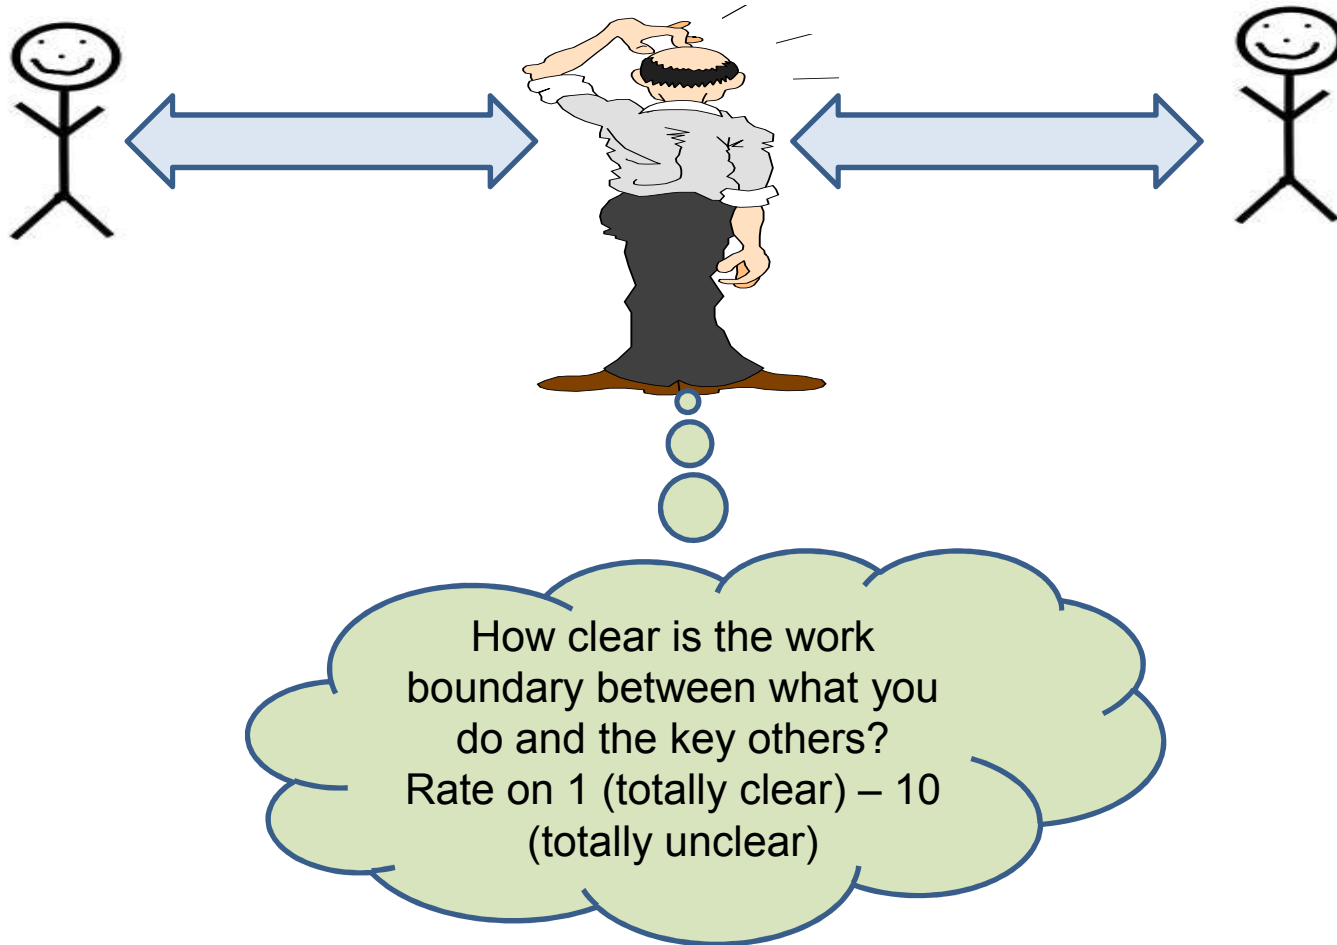 How clear is the work
boundary between what you
do and the key others?
Rate on 1 (totally clear) – 10
(totally unclear)